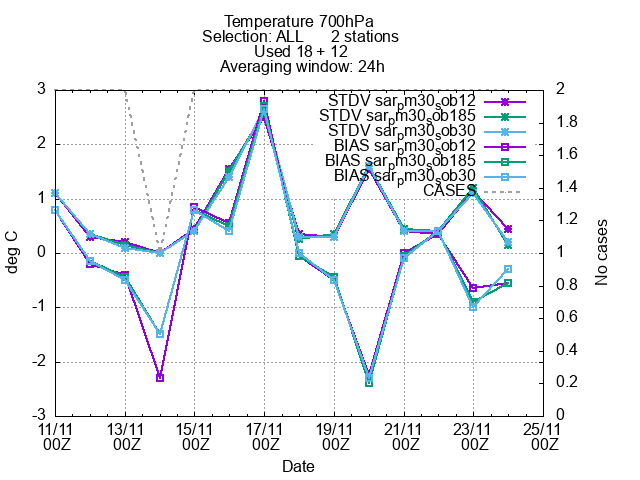 Temperature 700hPa
Selection: ALL 2 stations
Used 18 + 12
Averaging window: 24h
3
2
1
0
-1
-2
-3
deg C
STDV sar_pm30_sob12
STDV sar_pm30_sob185
STDV sar_pm30_sob30
BIAS sar_pm30_sob12
BIAS sar_pm30_sob185
BIAS sar_pm30_sob30
CASES
2
1.8
1.6
1.4
1.2
1
0.8
0.6
0.4
0.2
0
No cases
11/11 13/11 15/11 17/11 19/11 21/11 23/11 25/11
00Z 00Z 00Z 00Z 00Z 00Z 00Z 00Z
Date